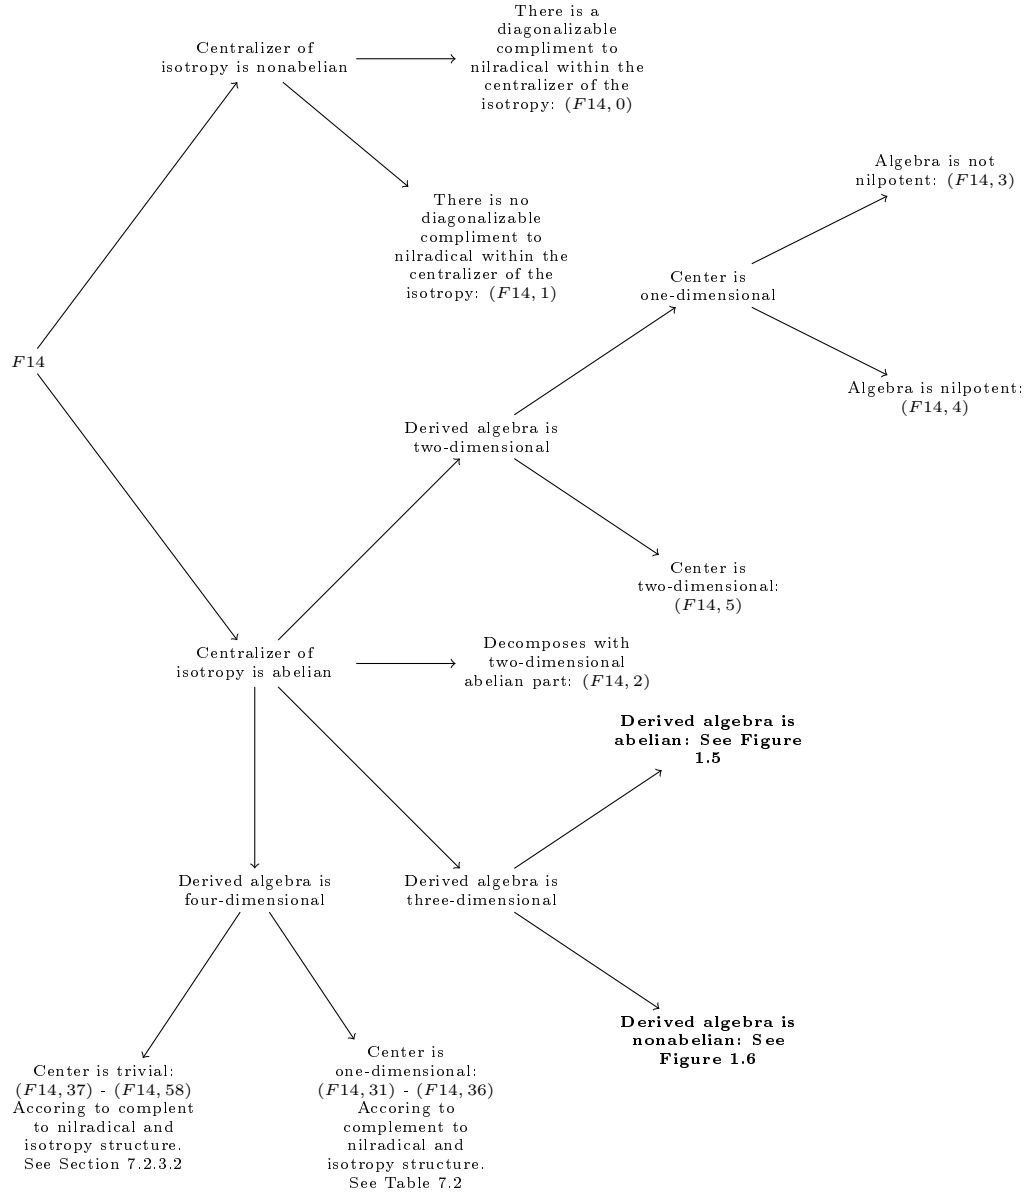 There is a
diagonalizable
compliment to
nilradical within the
centralizer of the
isotropy: (F14, 0)
Centralizer of
isotropy is nonabelian
Algebra is not
nilpotent: (F14, 3)
There is no
diagonalizable
compliment to
nilradical within the
centralizer of the
isotropy: (F14, 1)
Center is
one-dimensional
F14
Algebra is nilpotent:
(F14, 4)
Derived algebra is
two-dimensional
Center is
two-dimensional:
(F14, 5)
Centralizer of
isotropy is abelian
Decomposes with
two-dimensional
abelian part: (F14, 2)
Derived algebra is
abelian: See Figure
1.5
Derived algebra is
four-dimensional
Derived algebra is
three-dimensional
Derived algebra is
nonabelian: See
Figure 1.6
Center is trivial:
(F14, 37) - (F14, 58)
Accoring to complent
to nilradical and
isotropy structure.
See Section 7.2.3.2
Center is
one-dimensional:
(F14, 31) - (F14, 36)
Accoring to
complement to
nilradical and
isotropy structure.
See Table 7.2